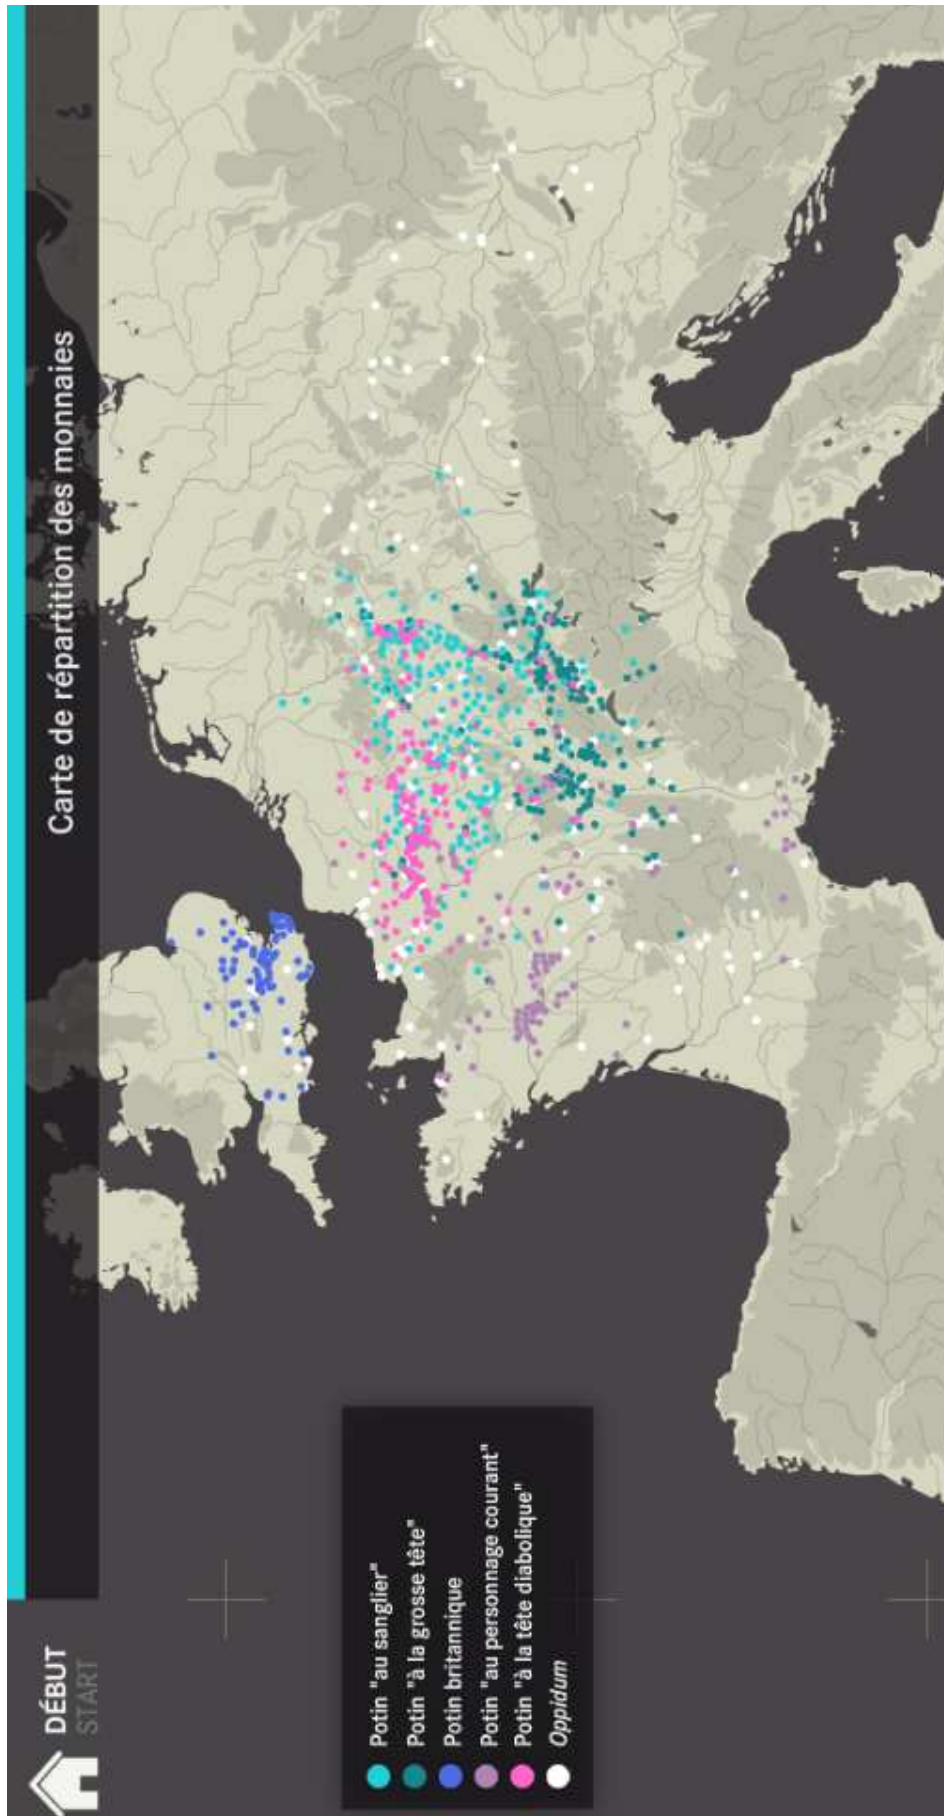 DÉBUT
START
Carte de répartition des monnaies
Potin "au sanglier"
Potin "à la grosse tête"
Potin britannique
Potin "au personnage courant"
Potin "à la tête diabolique"
Oppidum